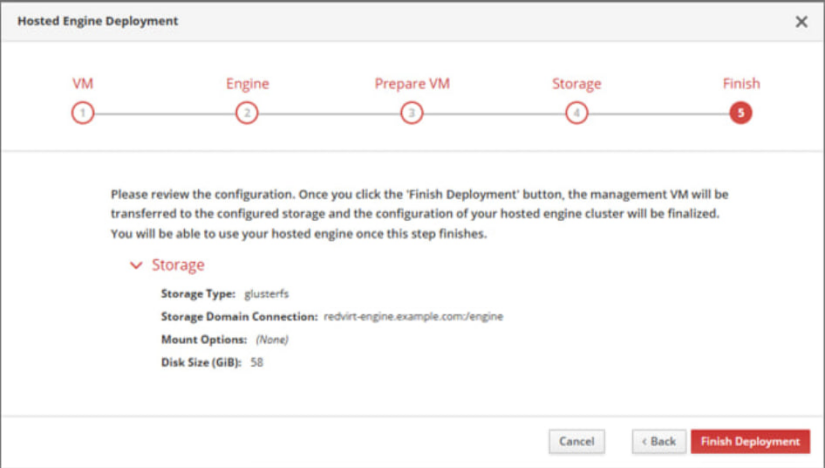 Hosted Engine Deployment
VM Engine Prepare VM Storage Finish
1 2 3 4 5
Please review the configuration. Once you click the 'Finish Deployment' button, the management VM will be
transferred to the configured storage and the configuration of your hosted engine cluster will be finalized.
You will be able to use your hosted engine once this step finishes.
Storage
Storage Type: glusterfs
Storage Domain Connection: redvirt-engine.example.com:/engine
Mount Options: (None)
Disk Size (GiB): 58
Cancel ‹ Back Finish Deployment